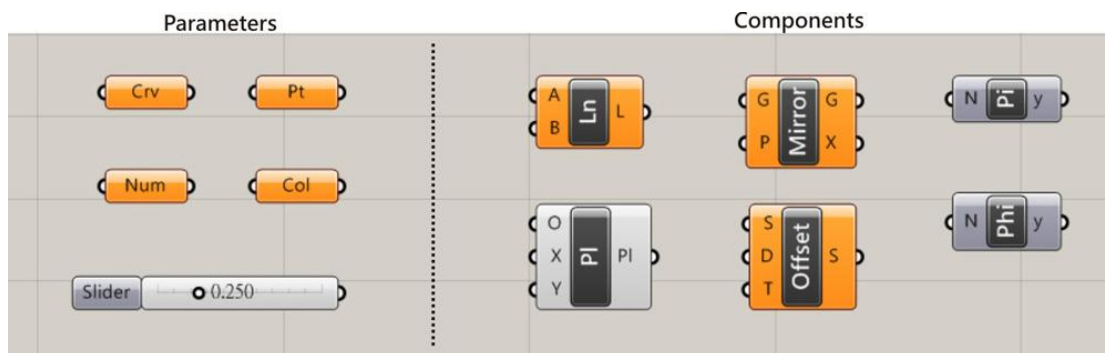 Parameters
Components
Crv
Pt
Num
Col
Slider 0.250
A B Ln L
G P Mirror G X
N Pi y
O X Y Pl Pl
S D T Offset S
N Phi y